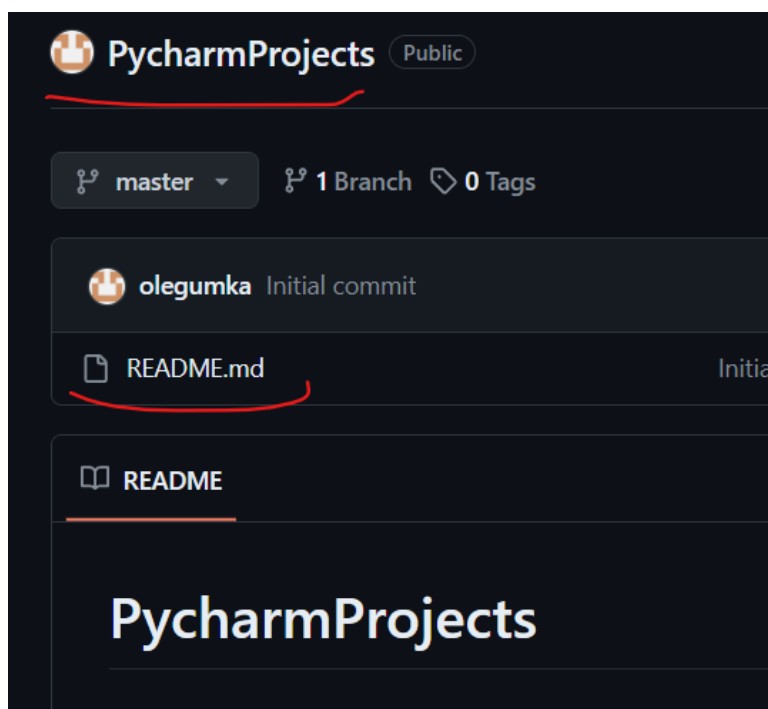 PycharmProjects Public
master 1 Branch 0 Tags
olegumka Initial commit
README.md Initia
README
PycharmProjects